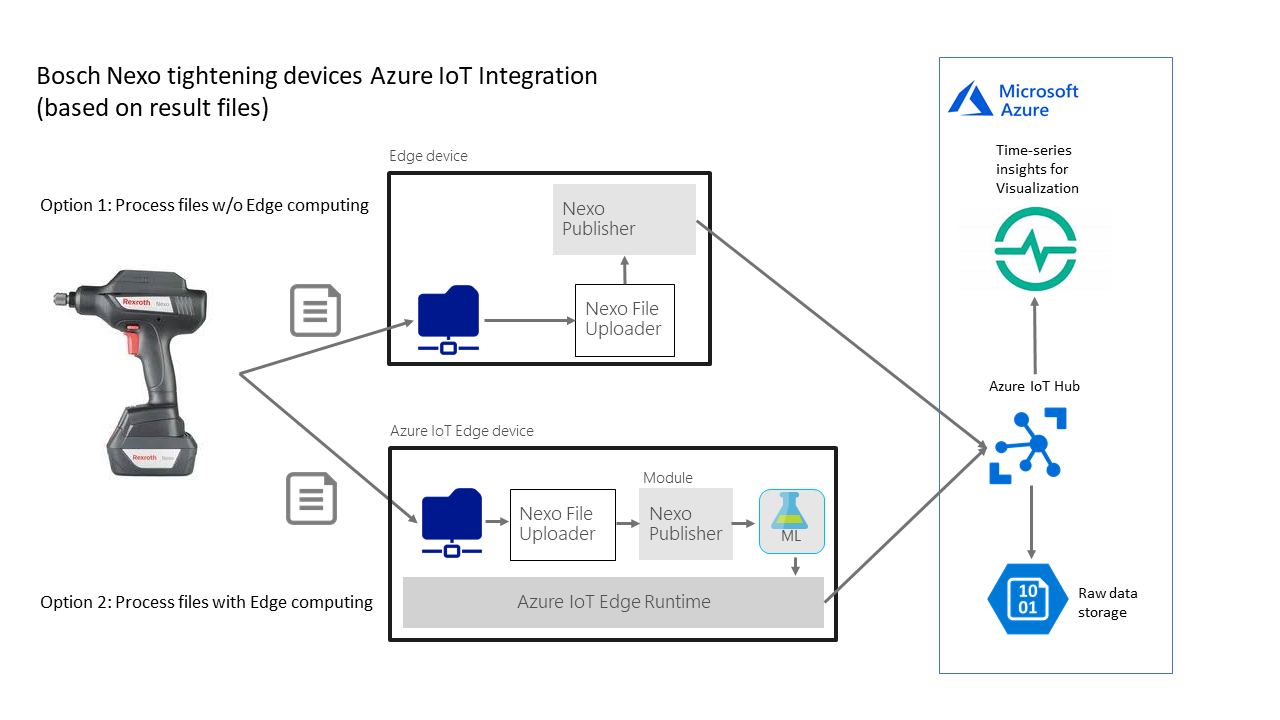 Bosch Nexo tightening devices Azure IoT Integration
(based on result files)
Microsoft
Azure
Time-series
insights for
Visualization
Edge device
Option 1: Process files w/o Edge computing
Nexo
Publisher
Rexroth Nexo
Nexo File
Uploader
Azure IoT Hub
Azure IoT Edge device
Rexroth Nexo
Module
Nexo File
Uploader
Nexo
Publisher
ML
Azure IoT Edge Runtime
Option 2: Process files with Edge computing
10
01
Raw data
storage